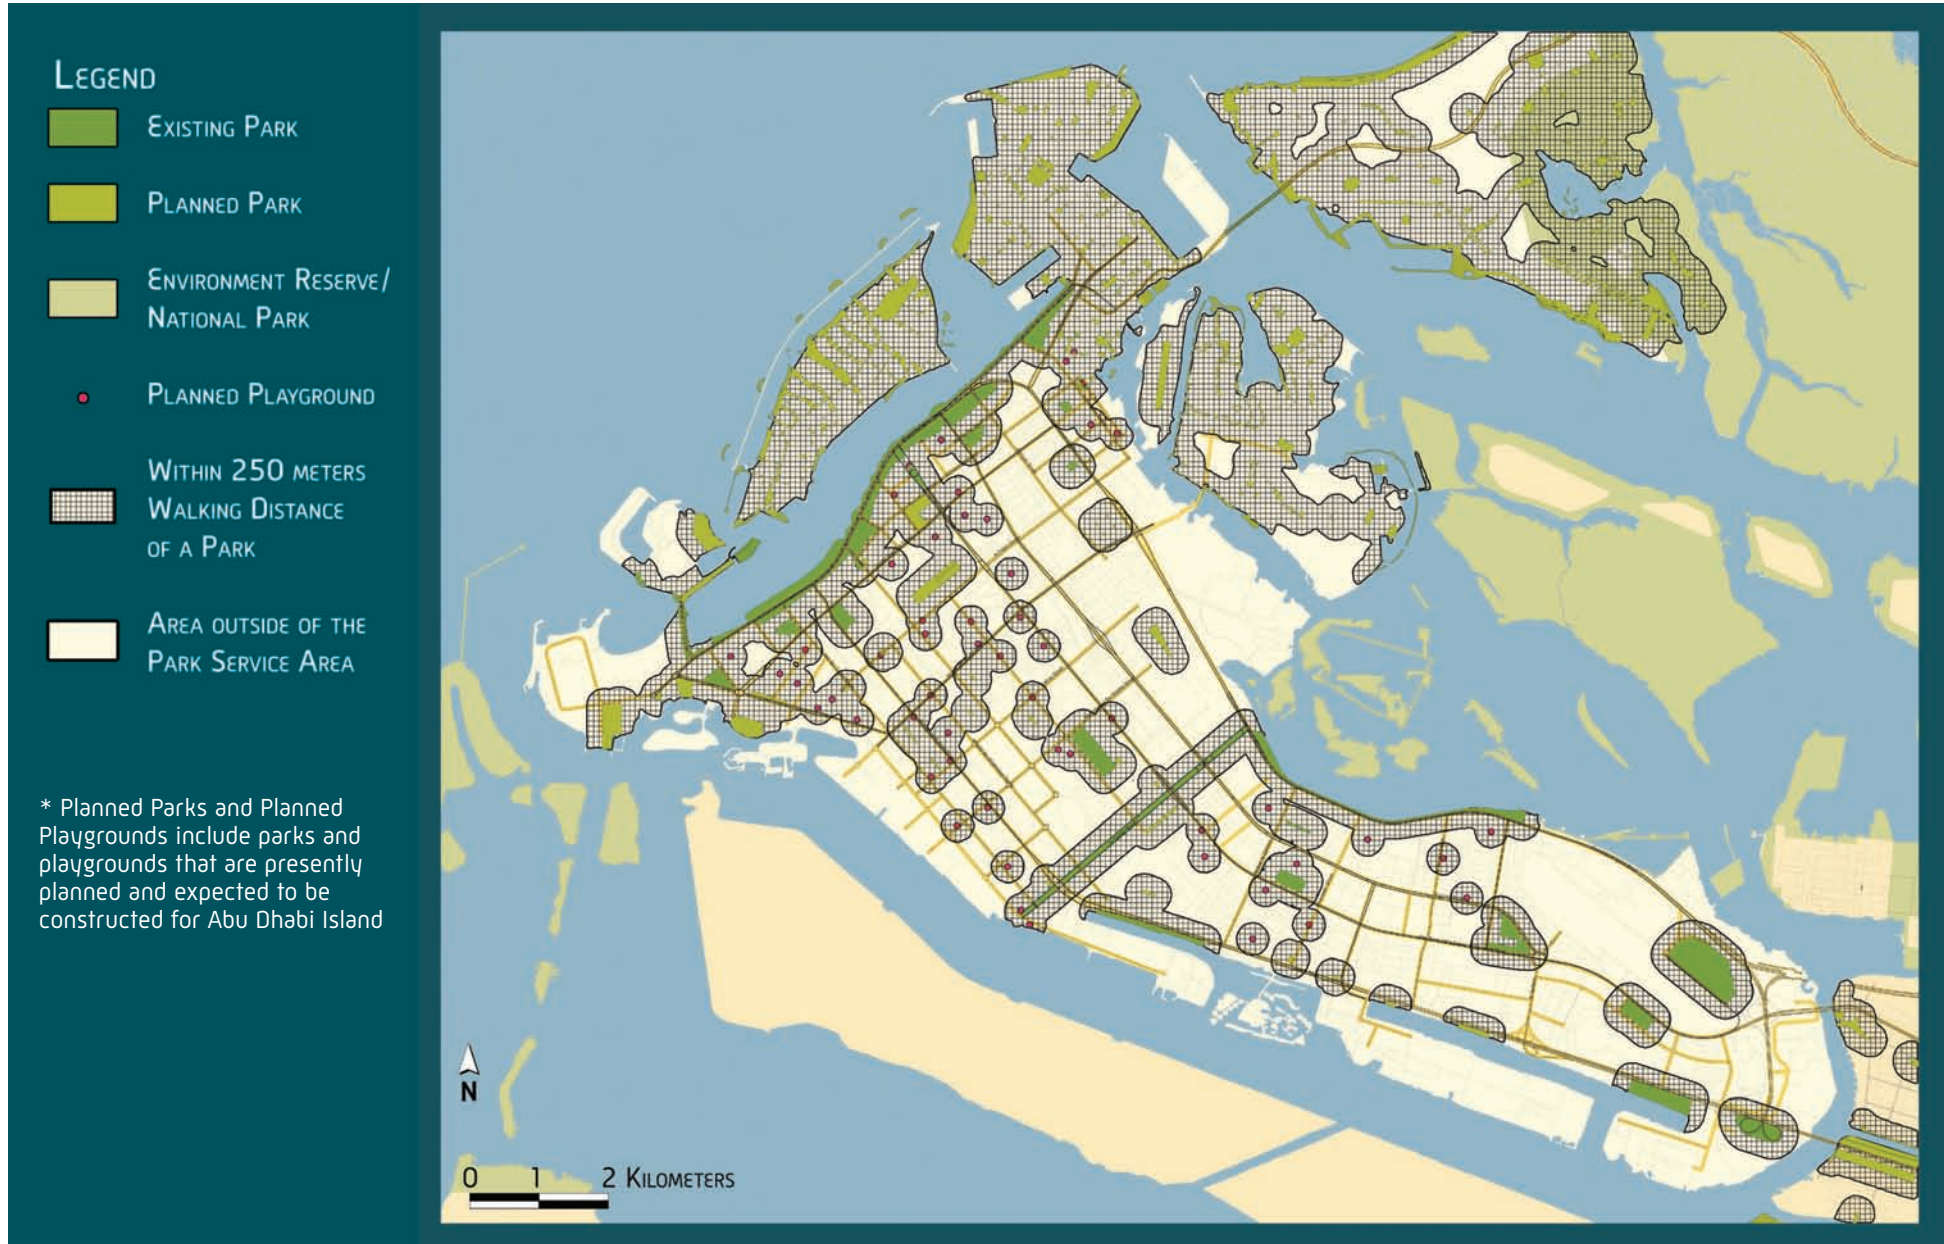 Legend
Existing Park
Planned Park
Environment Reserve/
National Park
Planned Playground
Within 250 meters
Walking Distance
of a Park
Area outside of the
Park Service Area
* Planned Parks and Planned
Playgrounds include parks and
playgrounds that are presently
planned and expected to be
constructed for Abu Dhabi Island
N
0 1 2 Kilometers